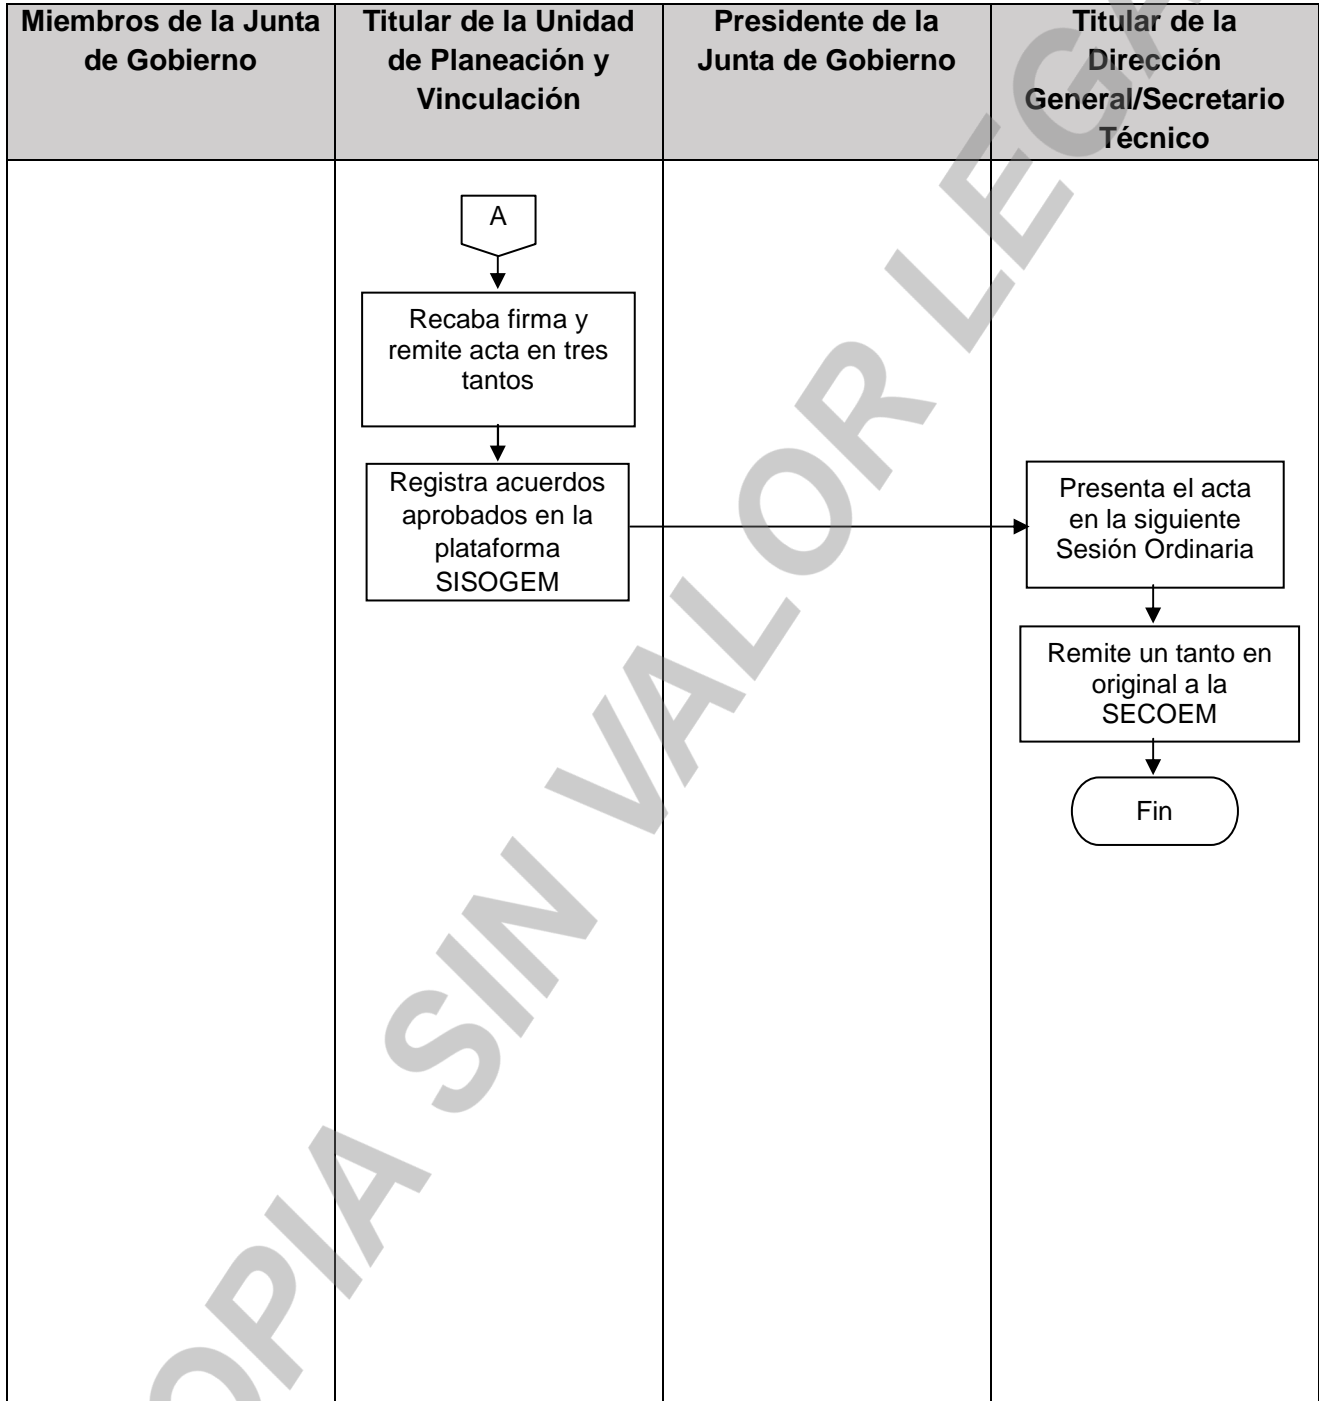 Miembros de la Junta
de Gobierno
Titular de la Unidad
de Planeación y
Vinculación
Presidente de la
Junta de Gobierno
Titular de la
Dirección
General/Secretario
Técnico
A
Recaba firma y
remite acta en tres
tantos
Registra acuerdos
aprobados en la
plataforma
SISOGEM
Presenta el acta
en la siguiente
Sesión Ordinaria
Remite un tanto en
original a la
SECOEM
Fin
OPIA SIN VALOR LEGA